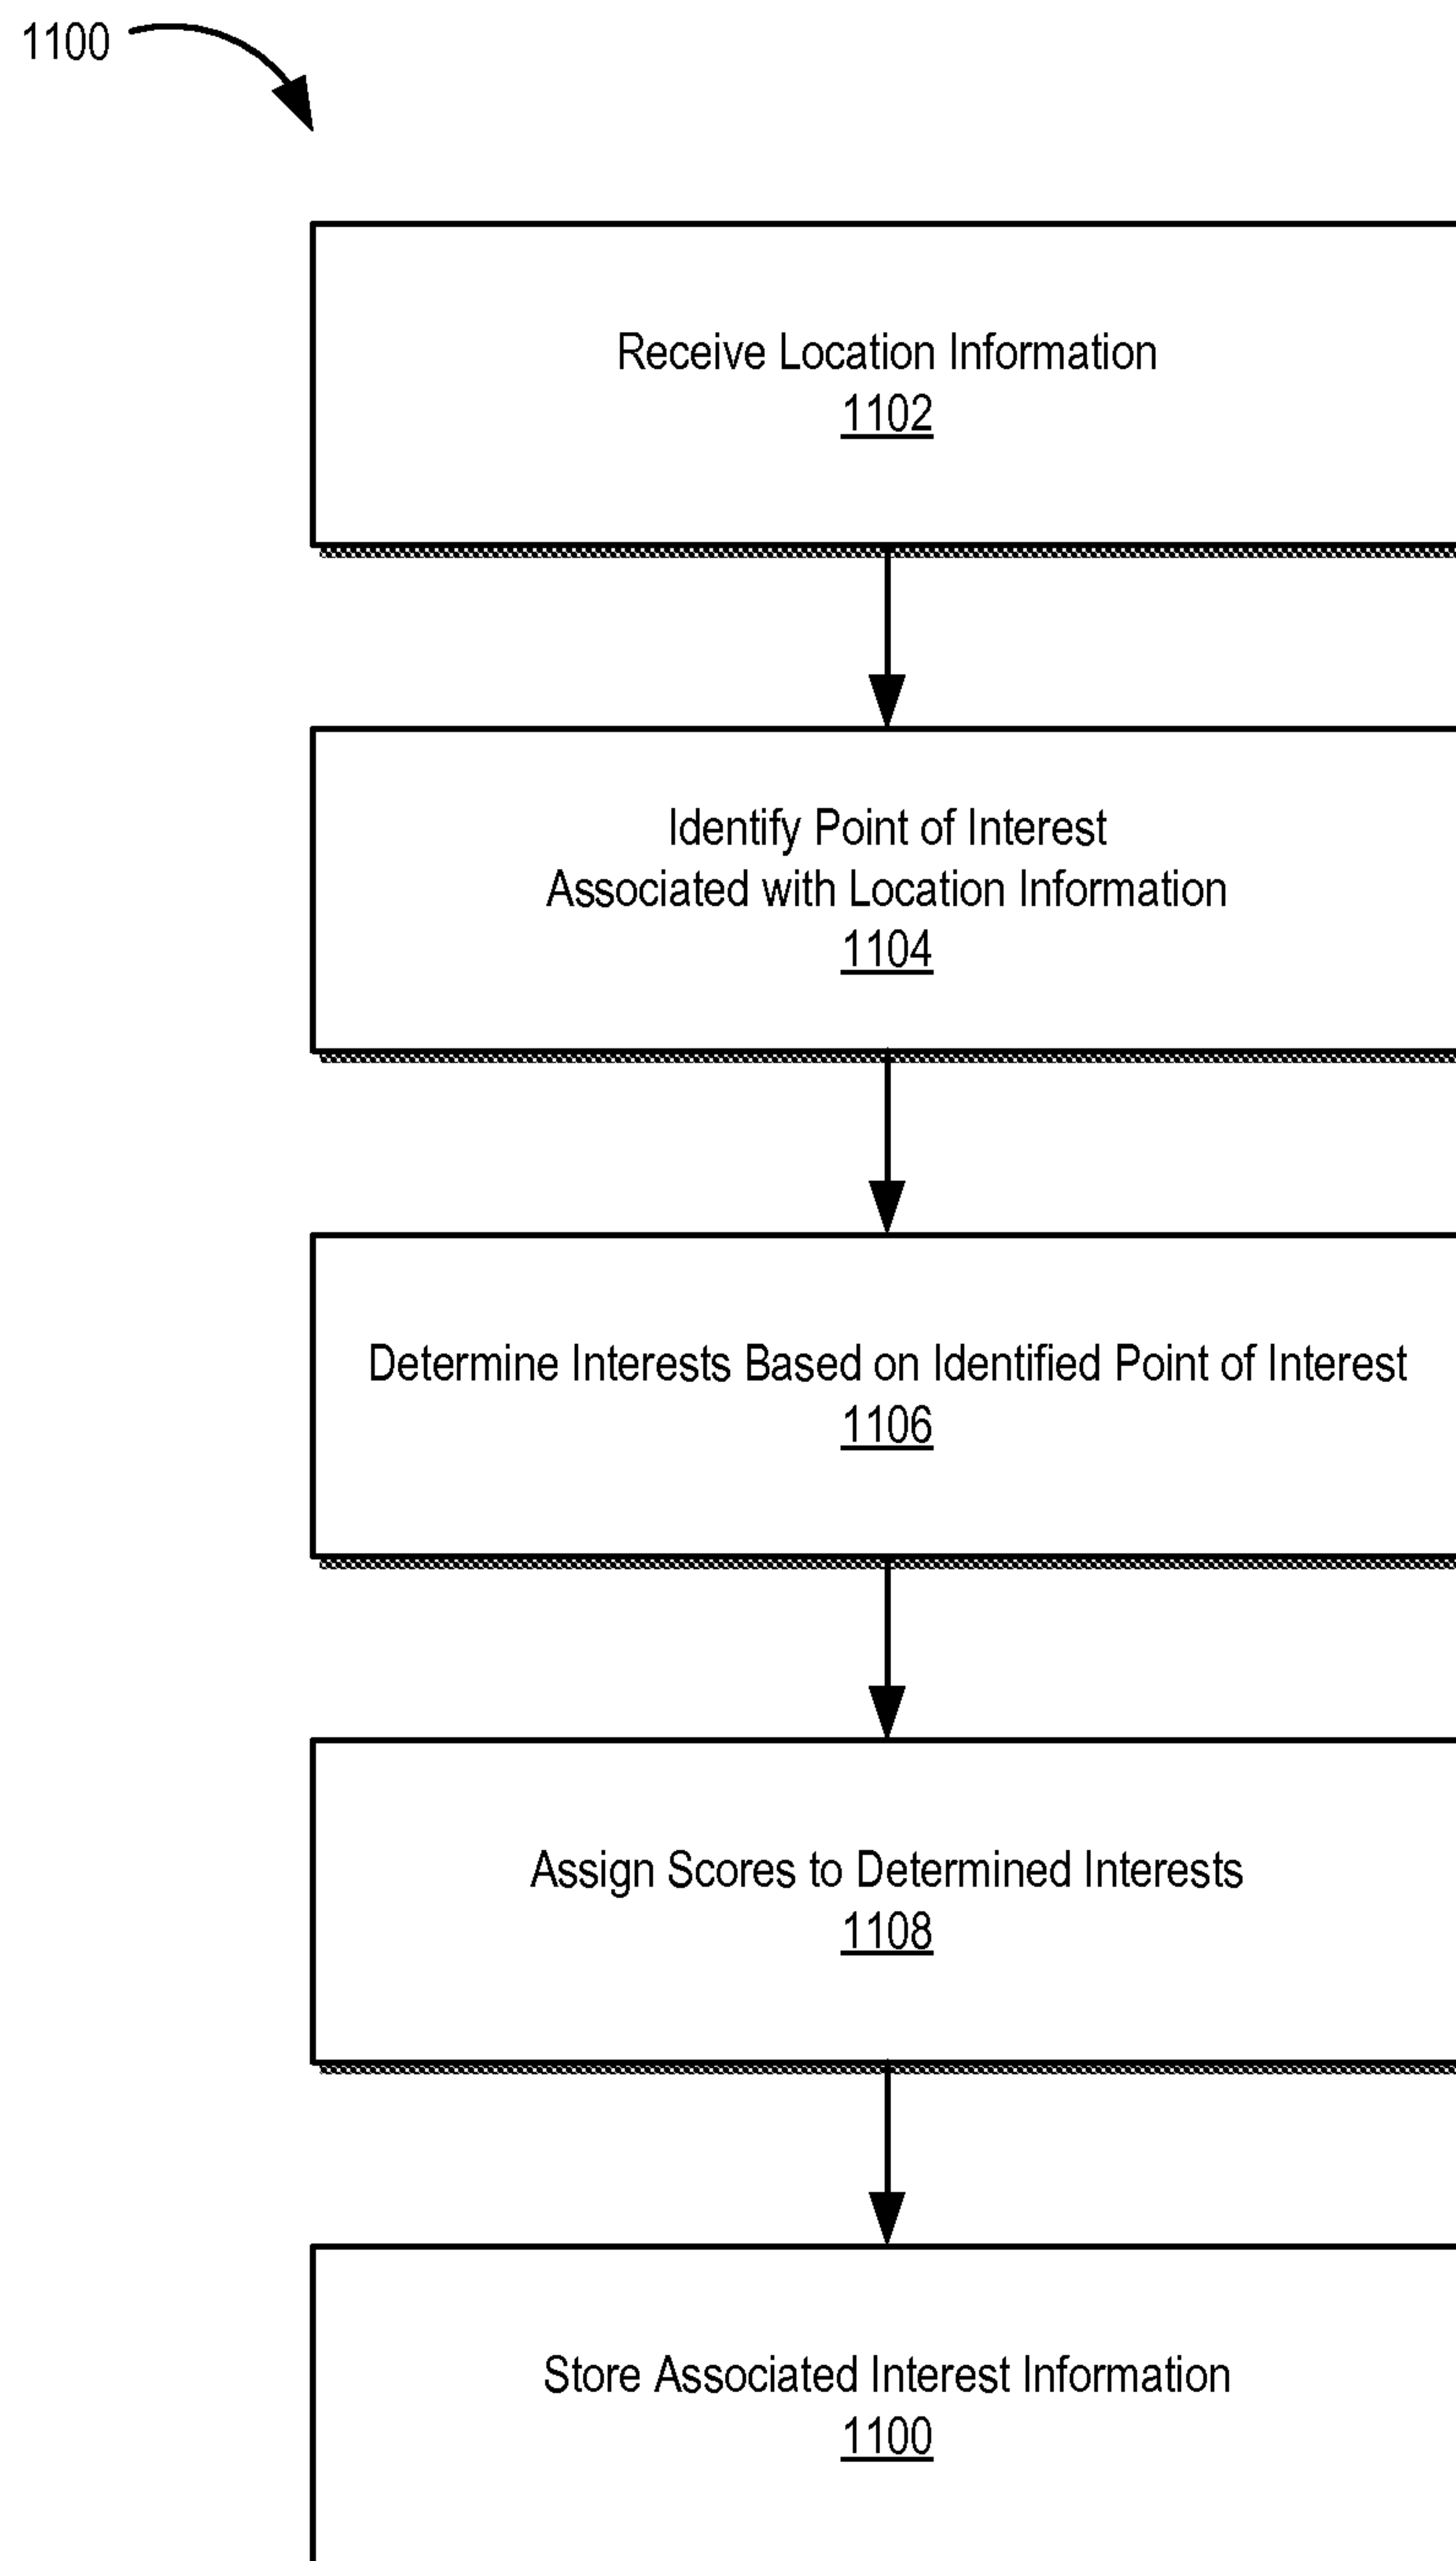 1100
Receive Location Information
1102
Identify Point of Interest
Associated with Location Information
1104
Determine Interests Based on Identified Point of Interest
1106
Assign Scores to Determined Interests
1108
Store Associated Interest Information
1100